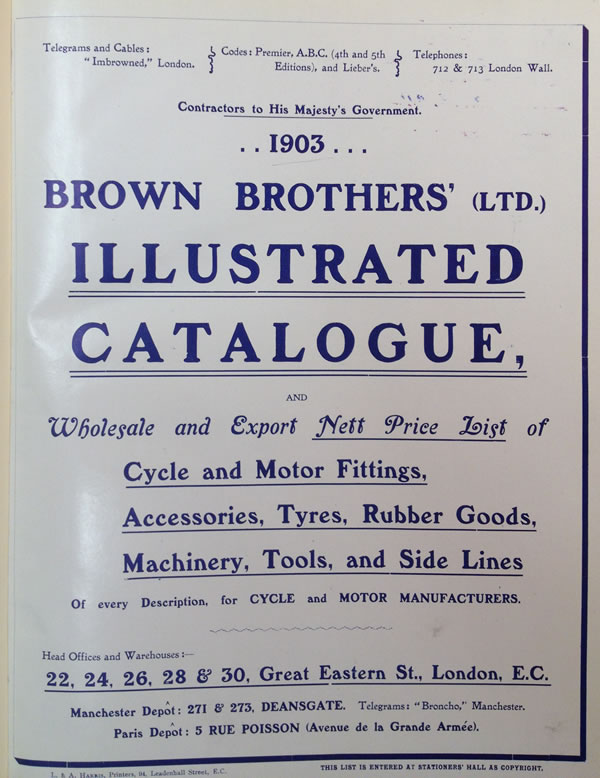 Telegrams and Cables: Codes: Premier, A.B.C. (4th and 5th Telephones:
"Imbrowned," London. Editions), and Lieber's. 712 & 713 London Wall.
Contractors to His Majesty's Government.
. . 1903 . . .
BROWN BROTHERS' (LTD.)
ILLUSTRATED
CATALOGUE,
AND
Wholesale and Export Nett Price List of
Cycle and Motor Fittings,
Accessories, Tyres, Rubber Goods,
Machinery, Tools, and Side Lines
Of every Description, for CYCLE and MOTOR MANUFACTURERS.
Head Offices and Warehouses:—
22, 24, 26, 28 & 30, Great Eastern St., London, E.C.
Manchester Depôt: 271 & 273, DEANSGATE. Telegrams: "Broncho," Manchester.
Paris Depôt: 5 RUE POISSON (Avenue de la Grande Armée).
L. & A. Harris, Printers, 94, Leadenhall Street, E.C. THIS LIST IS ENTERED AT STATIONERS' HALL AS COPYRIGHT.